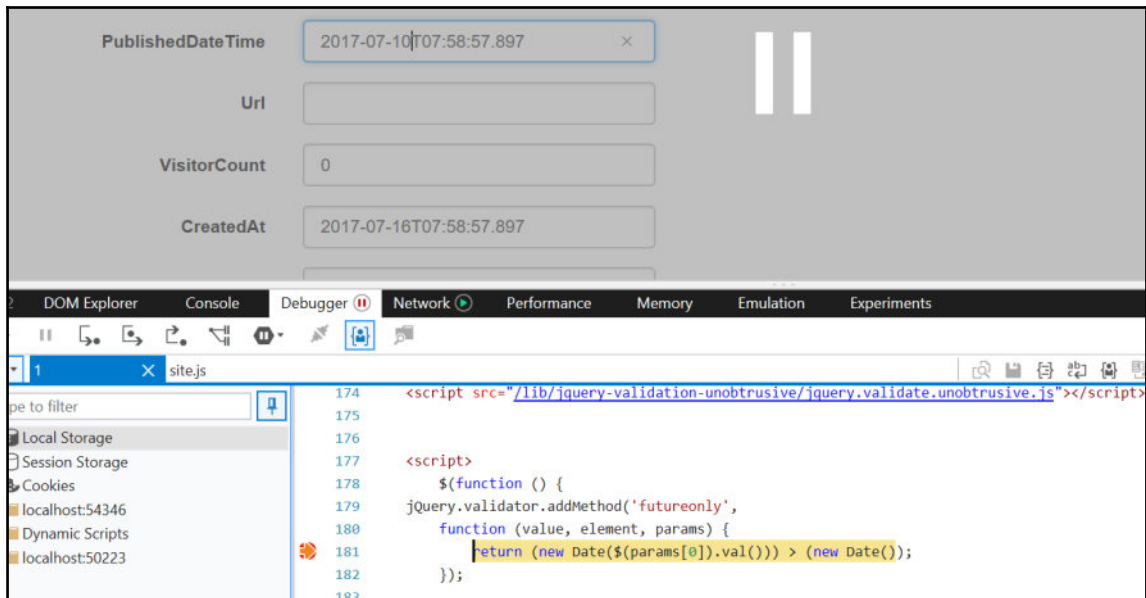 PublishedDateTime 2017-07-10T07:58:57.897 ×
Url
VisitorCount 0
CreatedAt 2017-07-16T07:58:57.897
DOM Explorer Console Debugger Network Performance Memory Emulation Experiments
1 × site.js
pe to filter
Local Storage
Session Storage
Cookies
localhost:54346
Dynamic Scripts
localhost:50223
174 <script src="/lib/jquery-validation-unobtrusive/jquery.validate.unobtrusive.js"></script>
175
176
177 <script>
178 $(function () {
179 jQuery.validator.addMethod('futureonly',
180 function (value, element, params) {
181 return (new Date($(params[0]).val())) > (new Date());
182 });
183